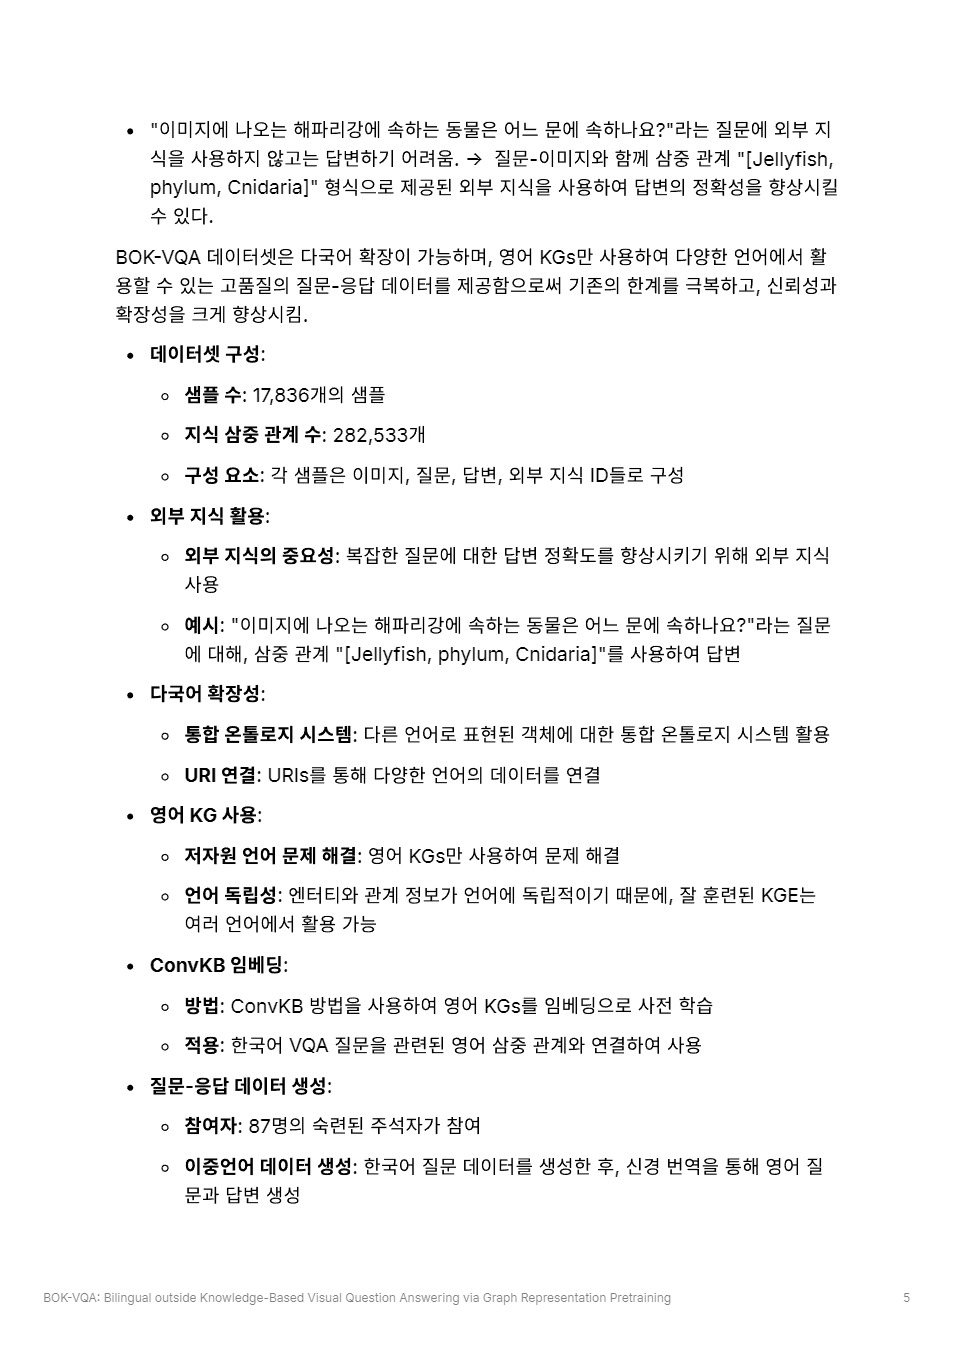 • "이미지에 나오는 해파리강에 속하는 동물은 어느 문에 속하나요?"라는 질문에 외부 지
식을 사용하지 않고는 답변하기 어려움. → 질문-이미지와 함께 삼중 관계 "[Jellyfish,
phylum, Cnidaria]" 형식으로 제공된 외부 지식을 사용하여 답변의 정확성을 향상시킬
수 있다.
BOK-VQA 데이터셋은 다국어 확장이 가능하며, 영어 KGs만 사용하여 다양한 언어에서 활
용할 수 있는 고품질의 질문-응답 데이터를 제공함으로써 기존의 한계를 극복하고, 신뢰성과
확장성을 크게 향상시킴.
• 데이터셋 구성:
◦ 샘플 수: 17,836개의 샘플
◦ 지식 삼중 관계 수: 282,533개
◦ 구성 요소: 각 샘플은 이미지, 질문, 답변, 외부 지식 ID들로 구성
• 외부 지식 활용:
◦ 외부 지식의 중요성: 복잡한 질문에 대한 답변 정확도를 향상시키기 위해 외부 지식
사용
◦ 예시: "이미지에 나오는 해파리강에 속하는 동물은 어느 문에 속하나요?"라는 질문
에 대해, 삼중 관계 "[Jellyfish, phylum, Cnidaria]"를 사용하여 답변
• 다국어 확장성:
◦ 통합 온톨로지 시스템: 다른 언어로 표현된 객체에 대한 통합 온톨로지 시스템 활용
◦ URI 연결: URIs를 통해 다양한 언어의 데이터를 연결
• 영어 KG 사용:
◦ 저자원 언어 문제 해결: 영어 KGs만 사용하여 문제 해결
◦ 언어 독립성: 엔터티와 관계 정보가 언어에 독립적이기 때문에, 잘 훈련된 KGE는
여러 언어에서 활용 가능
• ConvKB 임베딩:
◦ 방법: ConvKB 방법을 사용하여 영어 KGs를 임베딩으로 사전 학습
◦ 적용: 한국어 VQA 질문을 관련된 영어 삼중 관계와 연결하여 사용
• 질문-응답 데이터 생성:
◦ 참여자: 87명의 숙련된 주석자가 참여
◦ 이중언어 데이터 생성: 한국어 질문 데이터를 생성한 후, 신경 번역을 통해 영어 질
문과 답변 생성
BOK-VQA: Bilingual outside Knowledge-Based Visual Question Answering via Graph Representation Pretraining 5